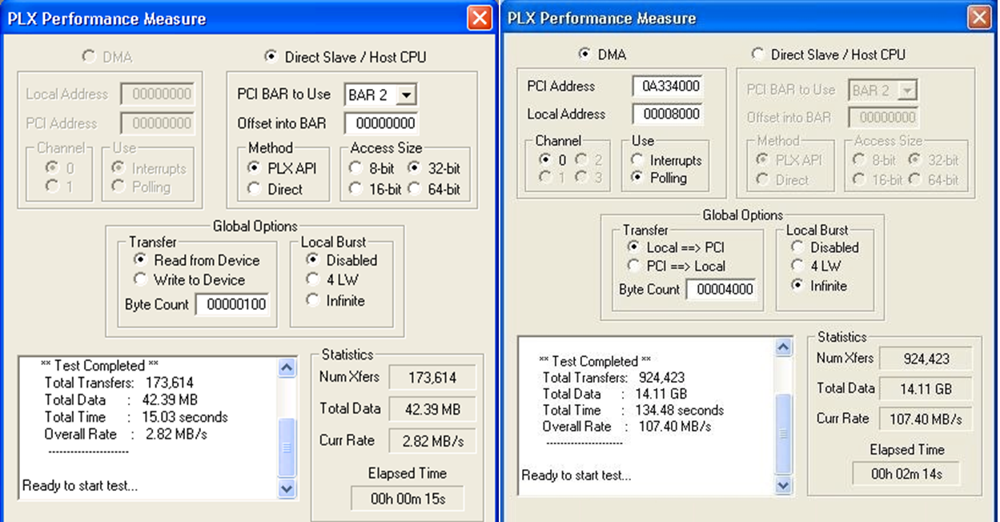 PLX Performance Measure
DMA
Direct Slave / Host CPU
Local Address 00000000
PCI Address 00000000
Channel
0
1
Use
Interrupts
Polling
PCI BAR to Use BAR 2
Offset into BAR 00000000
Method
PLX API
Direct
Access Size
8-bit 32-bit
16-bit 64-bit
Global Options
Transfer
Read from Device
Write to Device
Byte Count 00000100
Local Burst
Disabled
4 LW
Infinite
** Test Completed **
Total Transfers: 173,614
Total Data : 42.39 MB
Total Time : 15.03 seconds
Overall Rate : 2.82 MB/s
----------------------
Ready to start test...
Statistics
Num Xfers 173,614
Total Data 42.39 MB
Curr Rate 2.82 MB/s
Elapsed Time
00h 00m 15s
PLX Performance Measure
DMA
Direct Slave / Host CPU
PCI Address 0A334000
Local Address 00008000
Channel
0 2
1 3
Use
Interrupts
Polling
PCI BAR to Use BAR 2
Offset into BAR 00000000
Method
PLX API
Direct
Access Size
8-bit 32-bit
16-bit 64-bit
Global Options
Transfer
Local ==> PCI
PCI ==> Local
Byte Count 00004000
Local Burst
Disabled
4 LW
Infinite
** Test Completed **
Total Transfers: 924,423
Total Data : 14.11 GB
Total Time : 134.48 seconds
Overall Rate : 107.40 MB/s
----------------------
Ready to start test...
Statistics
Num Xfers 924,423
Total Data 14.11 GB
Curr Rate 107.40 MB/s
Elapsed Time
00h 02m 14s